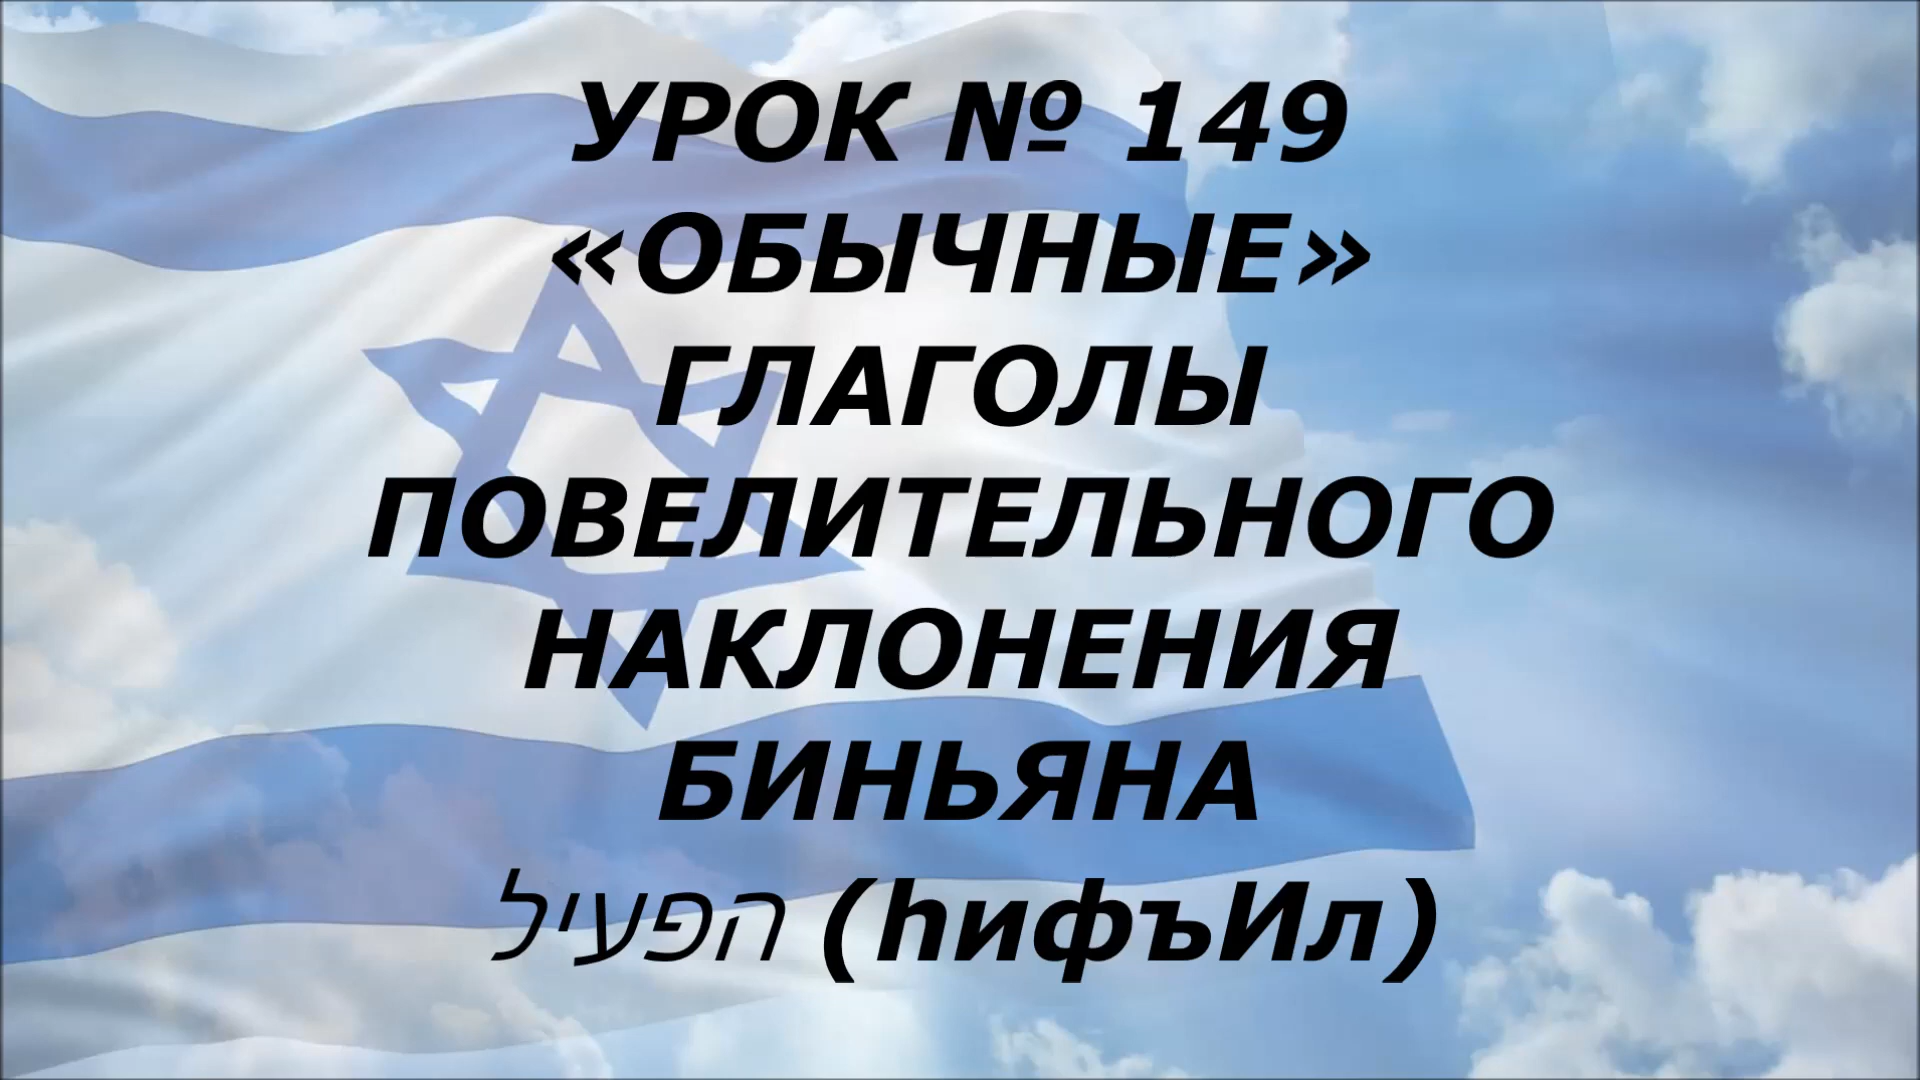 УРОК № 149
«ОБЫЧНЫЕ»
ГЛАГОЛЫ
ПОВЕЛИТЕЛЬНОГО
НАКЛОНЕНИЯ
БИНЬЯНА
הפעיל (hифъИл)